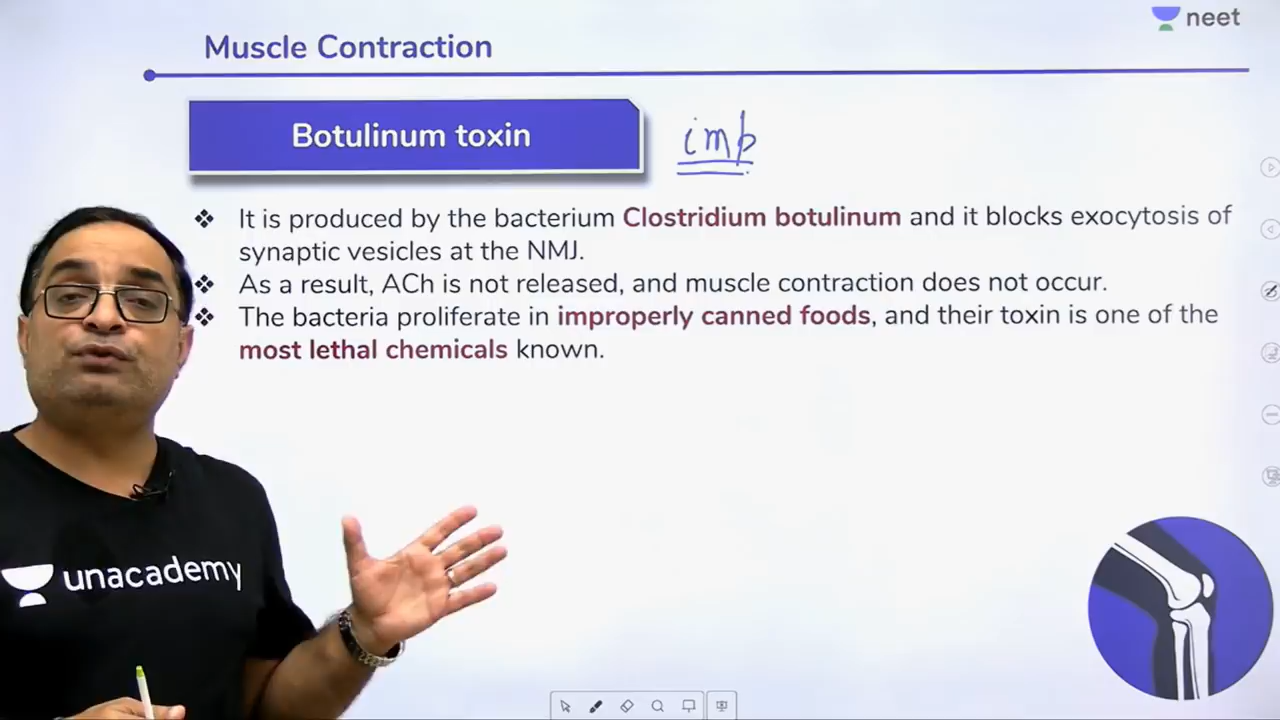 neet
Muscle Contraction
Botulinum toxin
imp
❖ It is produced by the bacterium Clostridium botulinum and it blocks exocytosis of
synaptic vesicles at the NMJ.
❖ As a result, ACh is not released, and muscle contraction does not occur.
❖ The bacteria proliferate in improperly canned foods, and their toxin is one of the
most lethal chemicals known.
unacademy